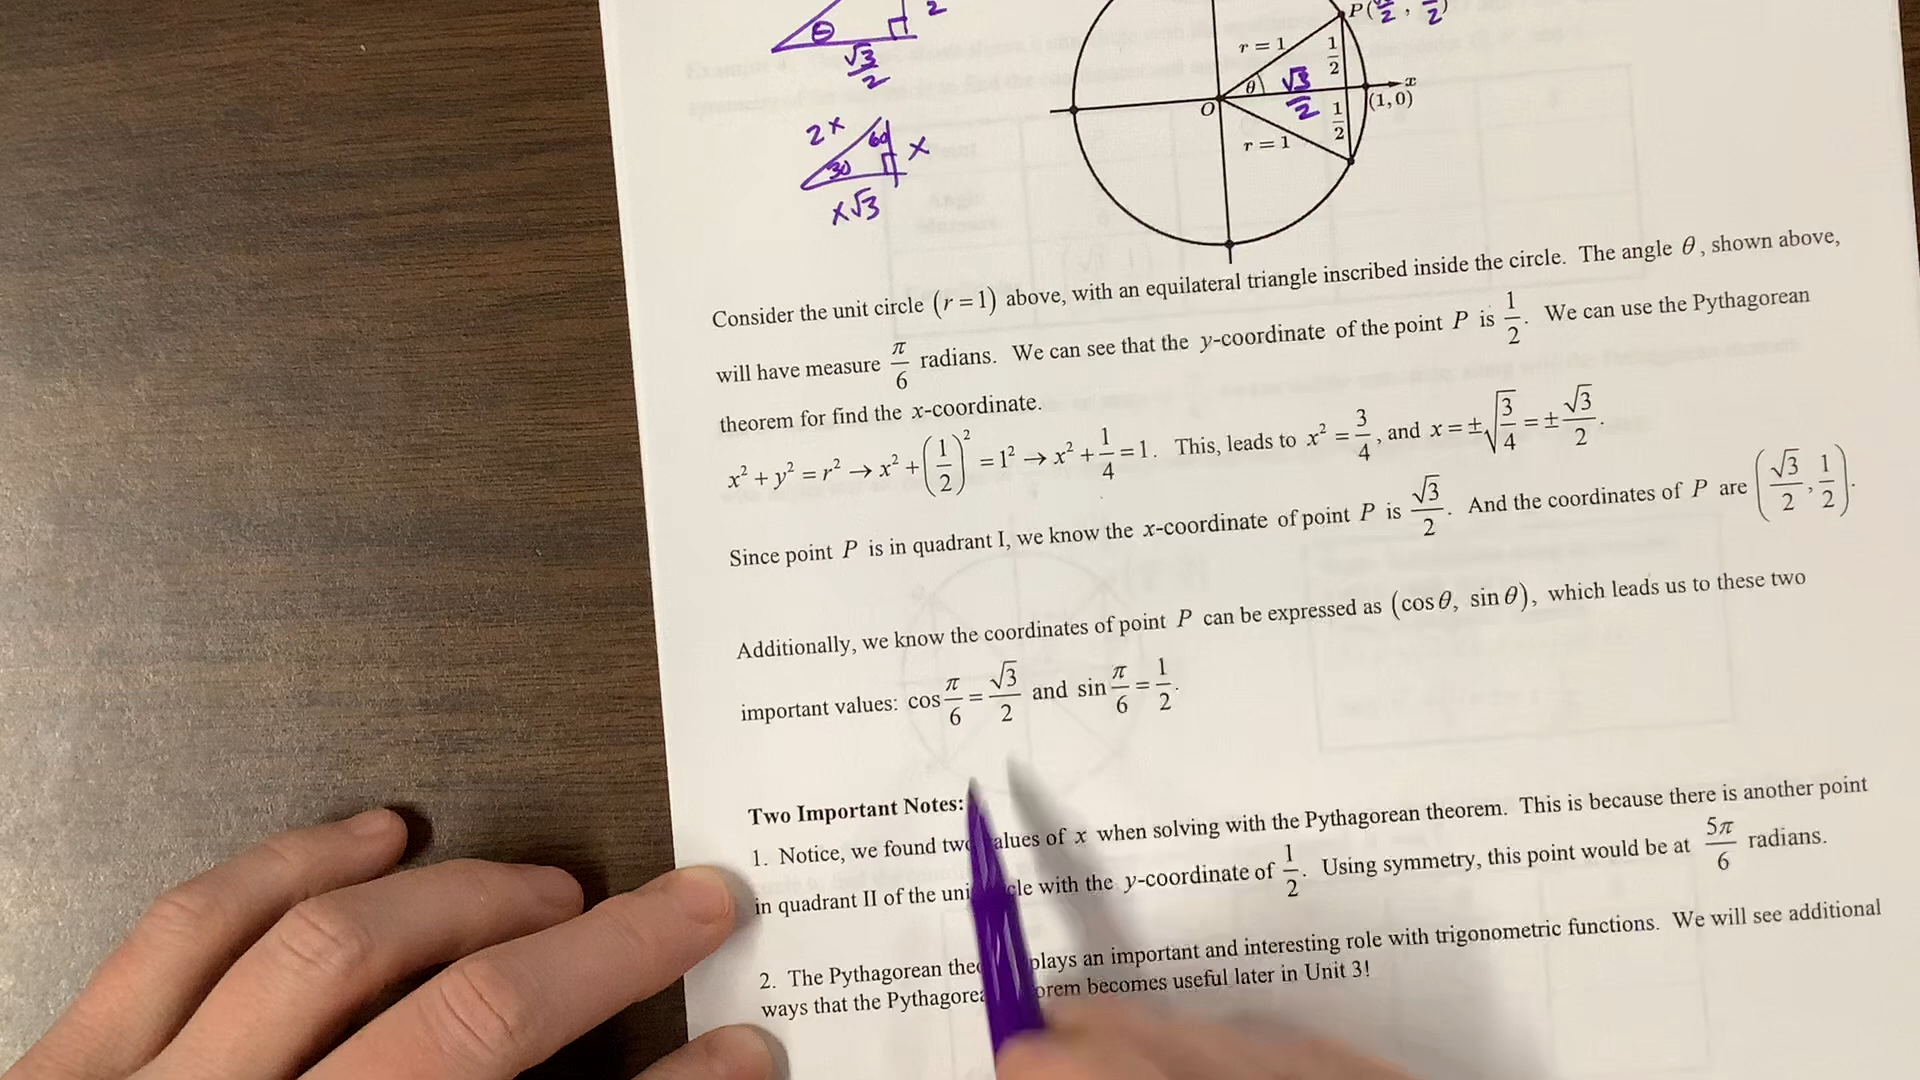 θ
2
√3/2
2x 60 x
30
x√3
P(√3/2, 1/2)
r = 1
1/2
θ √3/2
x
O
1/2
(1,0)
r = 1
Consider the unit circle (r = 1) above, with an equilateral triangle inscribed inside the circle. The angle θ, shown above,
will have measure π/6 radians. We can see that the y-coordinate of the point P is 1/2. We can use the Pythagorean
theorem for find the x-coordinate.
x² + y² = r² → x² + (1/2)² = 1² → x² + 1/4 = 1. This, leads to x² = 3/4, and x = ±√(3/4) = ±√3/2.
Since point P is in quadrant I, we know the x-coordinate of point P is √3/2. And the coordinates of P are (√3/2, 1/2).
Additionally, we know the coordinates of point P can be expressed as (cos θ, sin θ), which leads us to these two
important values: cos π/6 = √3/2 and sin π/6 = 1/2.
Two Important Notes:
1. Notice, we found two values of x when solving with the Pythagorean theorem. This is because there is another point
in quadrant II of the unit circle with the y-coordinate of 1/2. Using symmetry, this point would be at 5π/6 radians.
2. The Pythagorean theorem plays an important and interesting role with trigonometric functions. We will see additional
ways that the Pythagorean theorem becomes useful later in Unit 3!